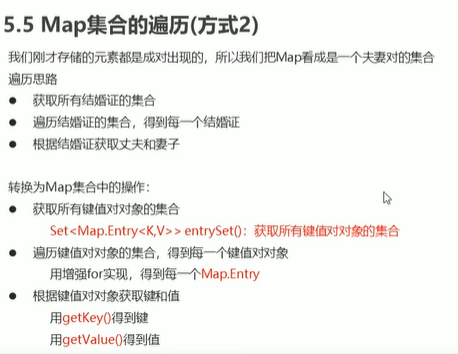 5.5 Map集合的遍历(方式2)
我们刚才存储的元素都是成对出现的，所以我们把Map看成是一个夫妻对的集合
遍历思路
● 获取所有结婚证的集合
● 遍历结婚证的集合，得到每一个结婚证
● 根据结婚证获取丈夫和妻子
转换为Map集合中的操作：
● 获取所有键值对对象的集合
Set<Map.Entry<K,V>> entrySet()：获取所有键值对对象的集合
● 遍历键值对对象的集合，得到每一个键值对对象
用增强for实现，得到每一个Map.Entry
● 根据键值对对象获取键和值
用getKey()得到键
用getValue()得到值